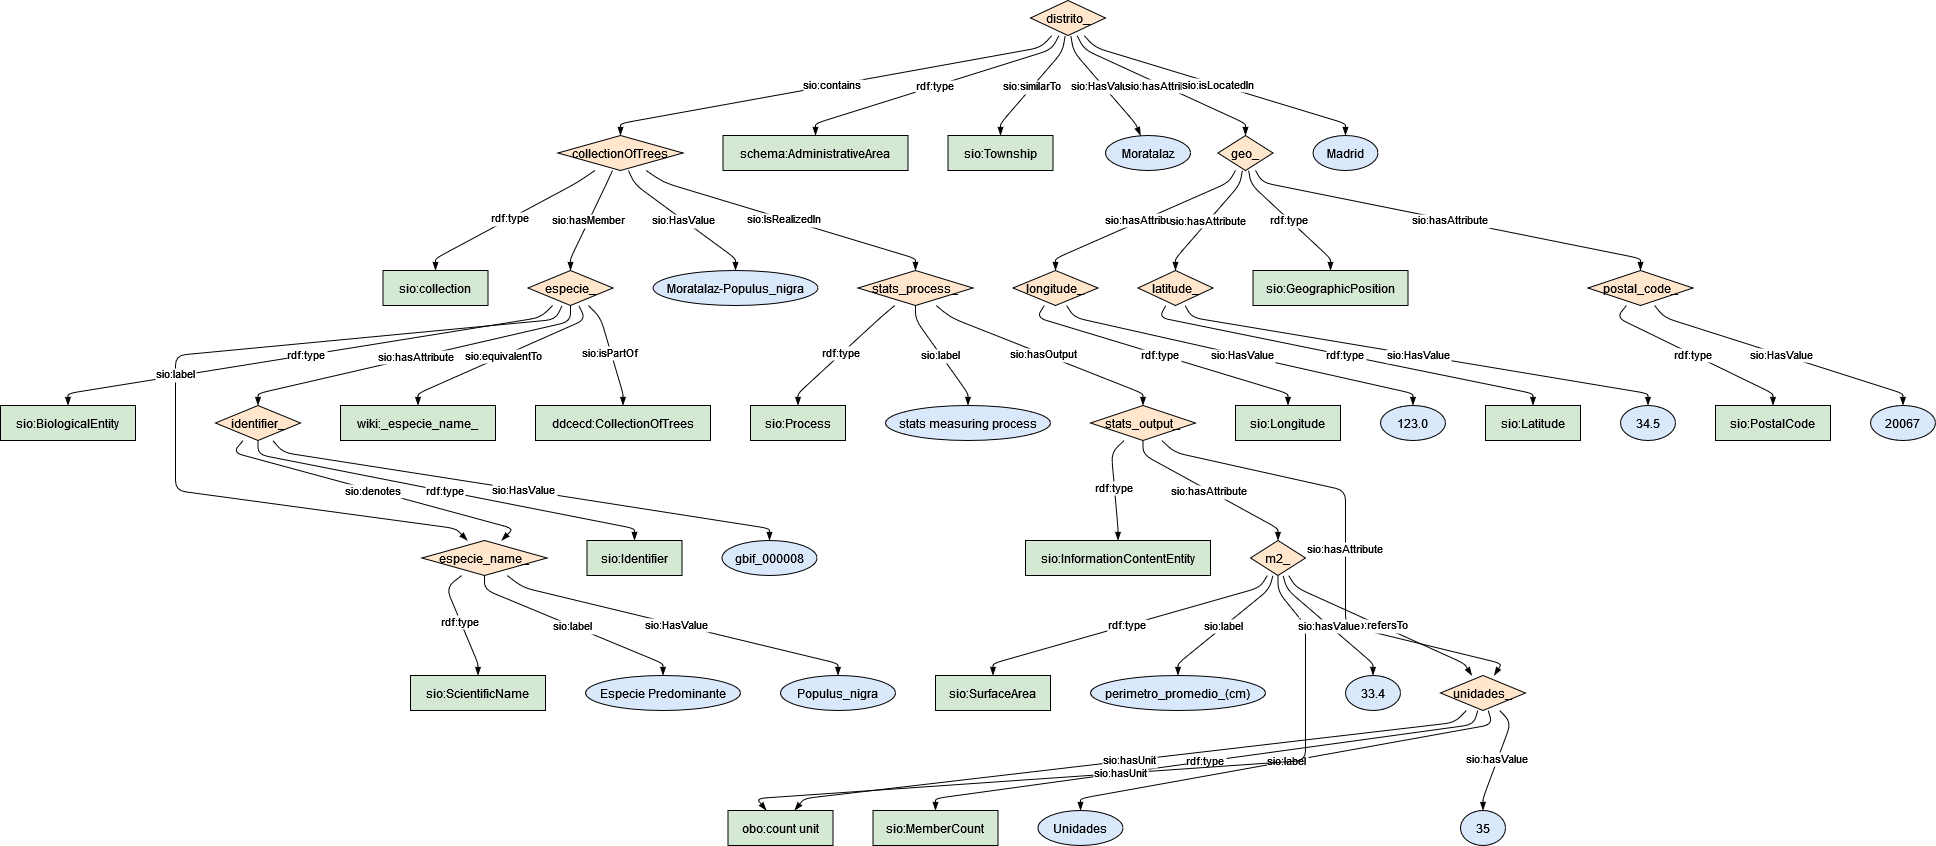 distrito_
sio:contains
rdf:type
sio:similarTo
sio:HasValu
sio:hasAttri
sio:isLocatedIn
collectionOfTrees
schema:AdministrativeArea
sio:Township
Moratalaz
geo_
Madrid
rdf:type
sio:hasMember
sio:HasValue
sio:IsRealizedIn
sio:hasAttribu
sio:hasAttribute
rdf:type
sio:hasAttribute
sio:collection
especie_
Moratalaz-Populus_nigra
stats_process_
longitude_
latitude_
sio:GeographicPosition
postal_code_
sio:label
rdf:type
sio:hasAttribute
sio:equivalentTo
sio:isPartOf
rdf:type
sio:label
sio:hasOutput
rdf:type
sio:HasValue
rdf:type
sio:HasValue
rdf:type
sio:HasValue
sio:BiologicalEntity
identifier_
wiki:_especie_name_
ddcecd:CollectionOfTrees
sio:Process
stats measuring process
stats_output_
sio:Longitude
123.0
sio:Latitude
34.5
sio:PostalCode
20067
sio:denotes
rdf:type
sio:HasValue
rdf:type
sio:hasAttribute
sio:hasAttribute
especie_name_
sio:Identifier
gbif_000008
sio:InformationContentEntity
m2_
rdf:type
sio:label
sio:HasValue
rdf:type
sio:label
sio:hasValue
:refersTo
sio:ScientificName
Especie Predominante
Populus_nigra
sio:SurfaceArea
perimetro_promedio_(cm)
33.4
unidades_
sio:hasUnit
sio:hasUnit
rdf:type
sio:label
sio:hasValue
obo:count unit
sio:MemberCount
Unidades
35